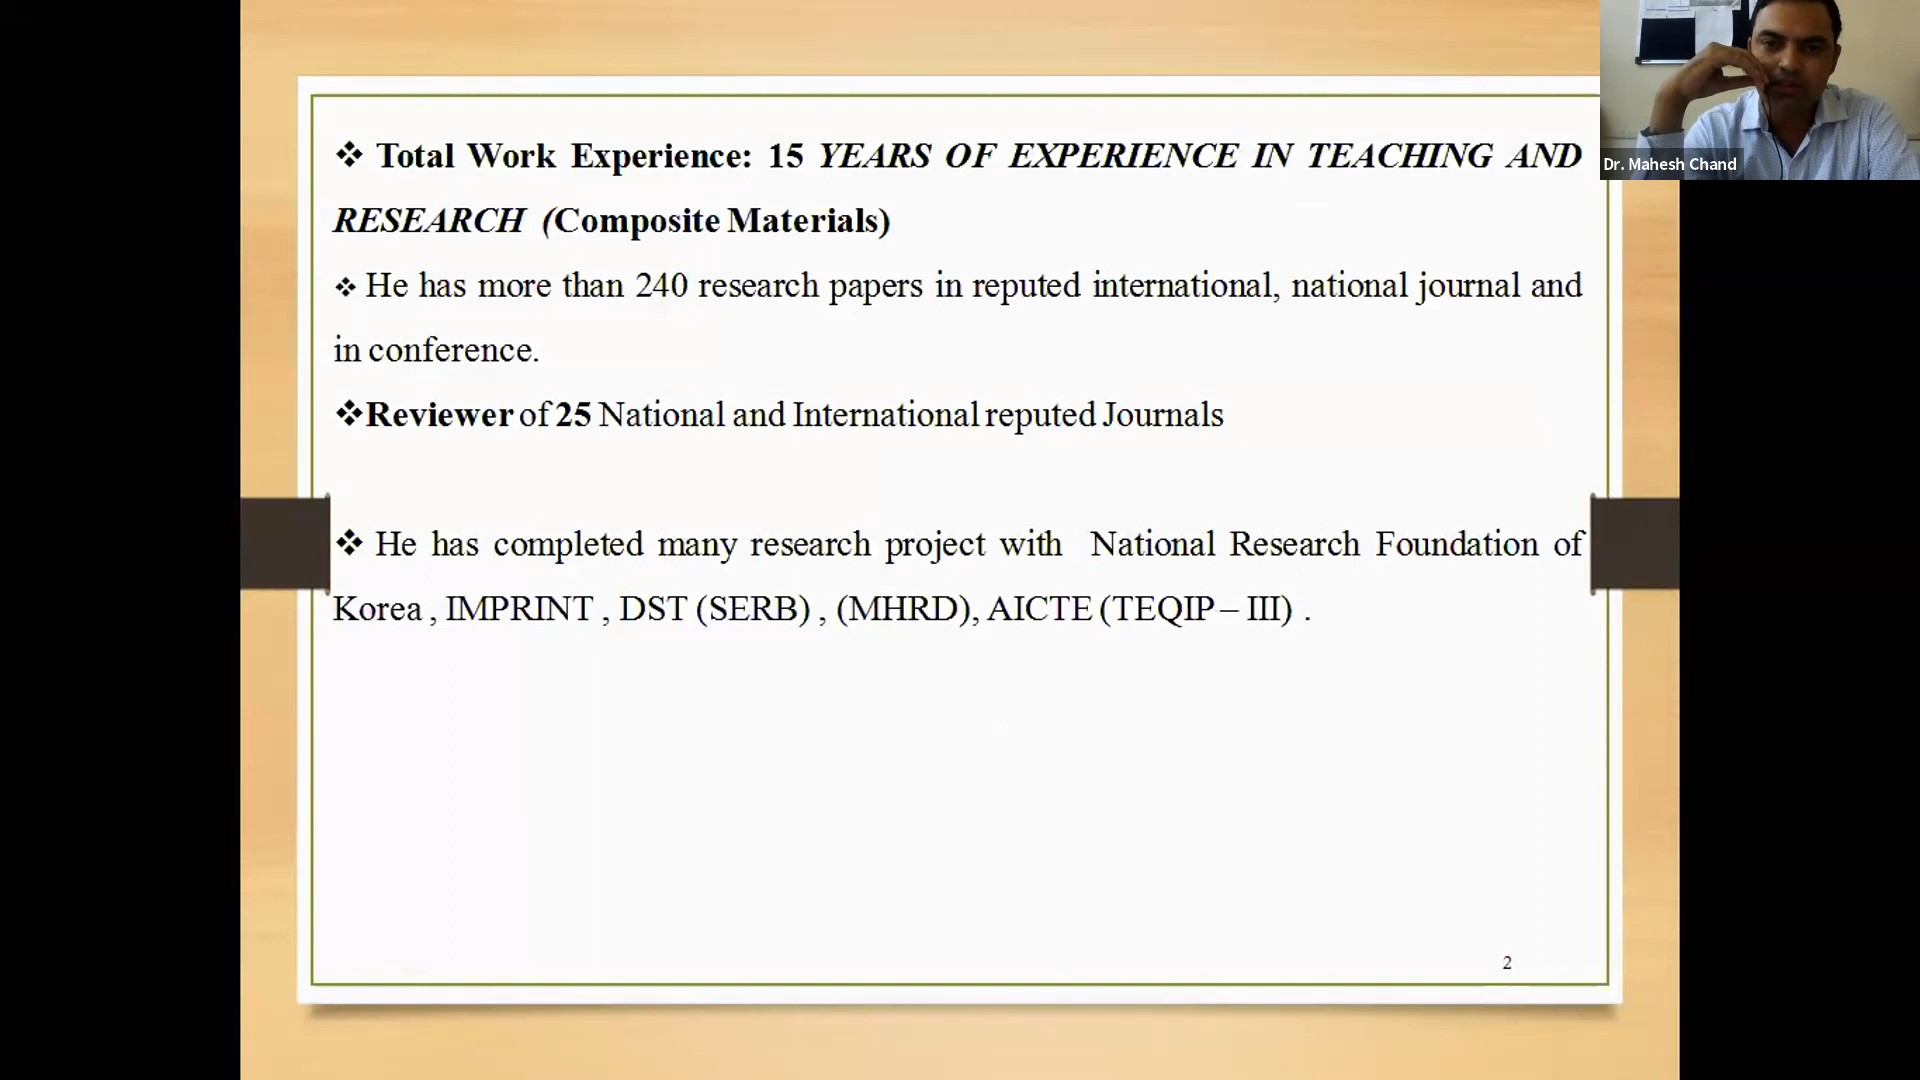 ❖ Total Work Experience: 15 YEARS OF EXPERIENCE IN TEACHING AND
RESEARCH (Composite Materials)
❖ He has more than 240 research papers in reputed international, national journal and
in conference.
❖Reviewer of 25 National and International reputed Journals
❖ He has completed many research project with National Research Foundation of
Korea , IMPRINT , DST (SERB) , (MHRD), AICTE (TEQIP – III) .
2
Dr. Mahesh Chand